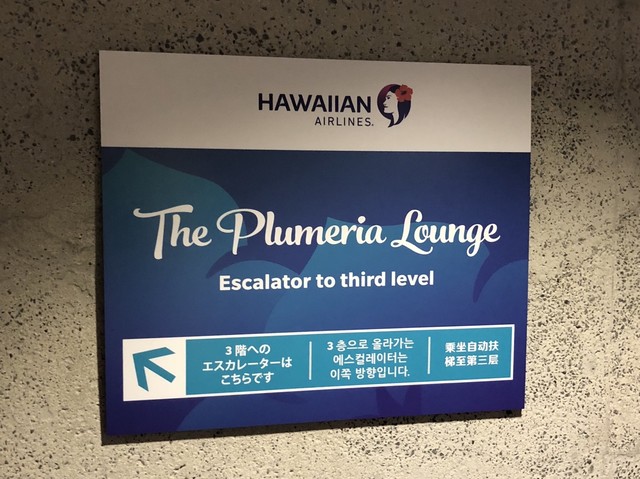 HAWAIIAN
AIRLINES.
The Plumeria Lounge
Escalator to third level
3 階への
エスカレーターは
こちらです
3 층으로 올라가는
에스컬레이터는
이쪽 방향입니다.
乘坐自动扶
梯至第三层